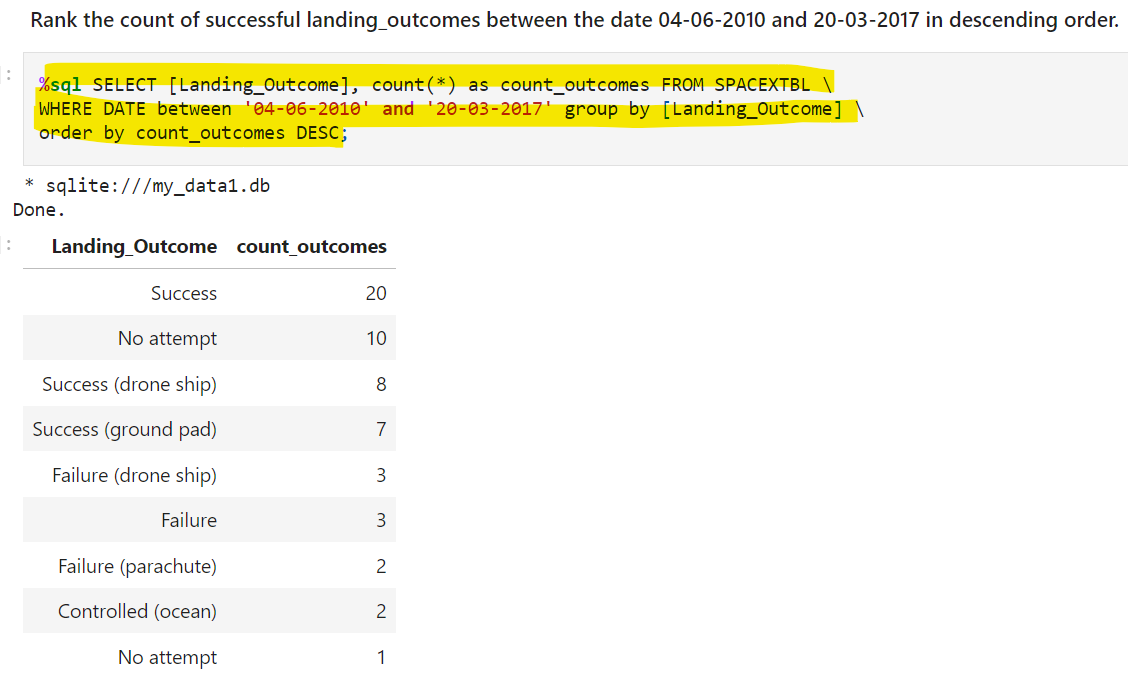 Rank the count of successful landing_outcomes between the date 04-06-2010 and 20-03-2017 in descending order.
: %sql SELECT [Landing_Outcome], count(*) as count_outcomes FROM SPACEXTBL \
WHERE DATE between '04-06-2010' and '20-03-2017' group by [Landing_Outcome] \
order by count_outcomes DESC;
* sqlite:///my_data1.db
Done.
: Landing_Outcome count_outcomes
Success 20
No attempt 10
Success (drone ship) 8
Success (ground pad) 7
Failure (drone ship) 3
Failure 3
Failure (parachute) 2
Controlled (ocean) 2
No attempt 1